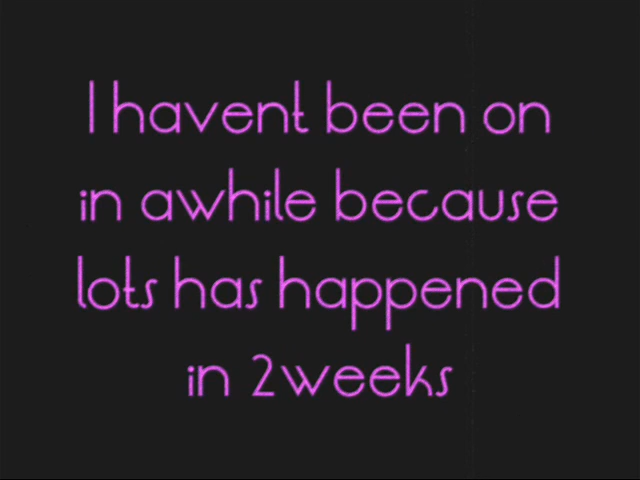 I havent been on
in awhile because
lots has happened
in 2weeks